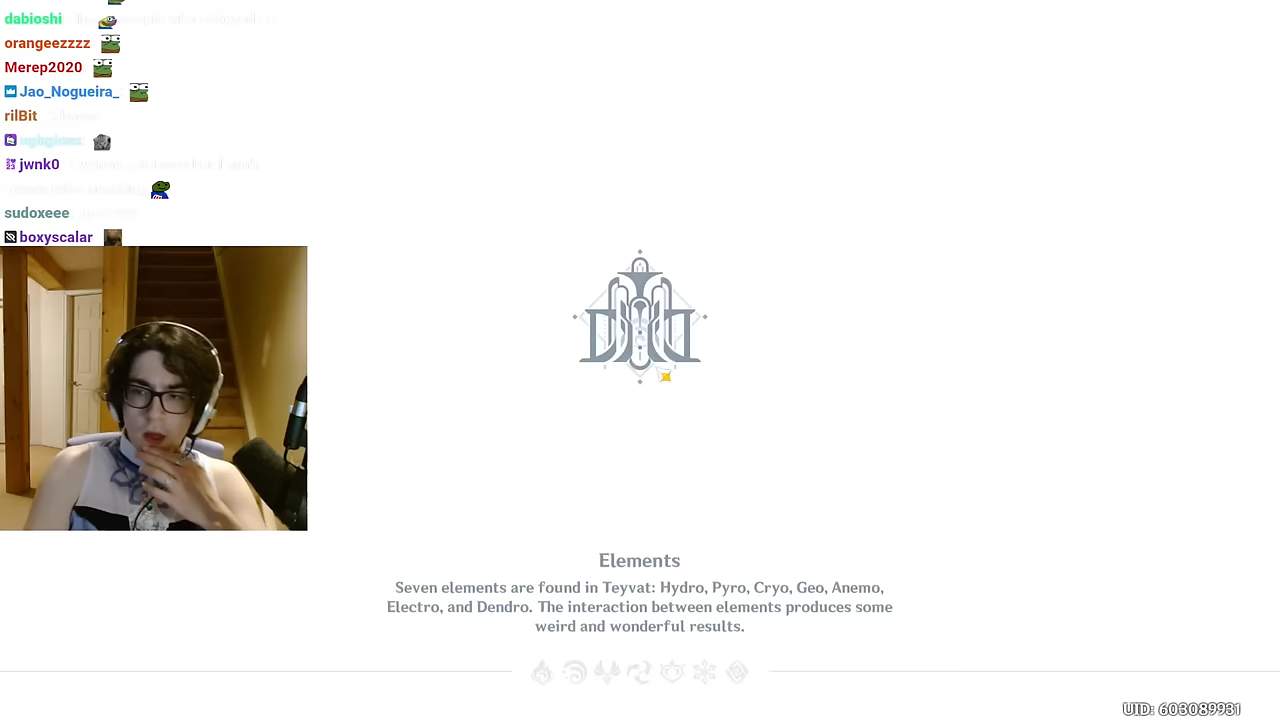 dabioshi
orangeezzzz
Merep2020
Jao_Nogueira_
rilBit
jwnk0
sudoxeee
boxyscalar
Elements
Seven elements are found in Teyvat: Hydro, Pyro, Cryo, Geo, Anemo,
Electro, and Dendro. The interaction between elements produces some
weird and wonderful results.
UID: 603089931